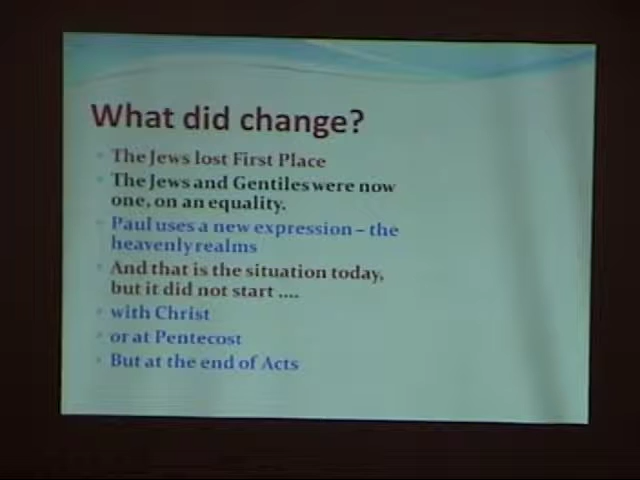 What did change?
The Jews lost First Place
The Jews and Gentiles were now
one, on an equality.
Paul uses a new expression – the
heavenly realms
And that is the situation today,
but it did not start ....
with Christ
or at Pentecost
But at the end of Acts